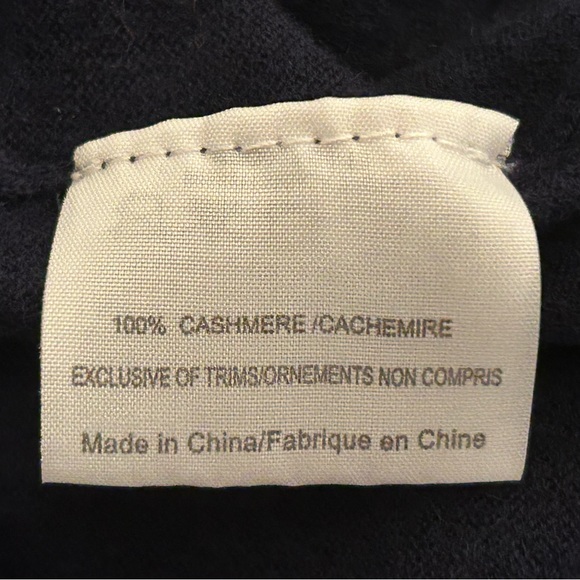 100% CASHMERE/CACHEMIRE
EXCLUSIVE OF TRIMS/ORNEMENTS NON COMPRIS
Made in China/Fabrique en Chine